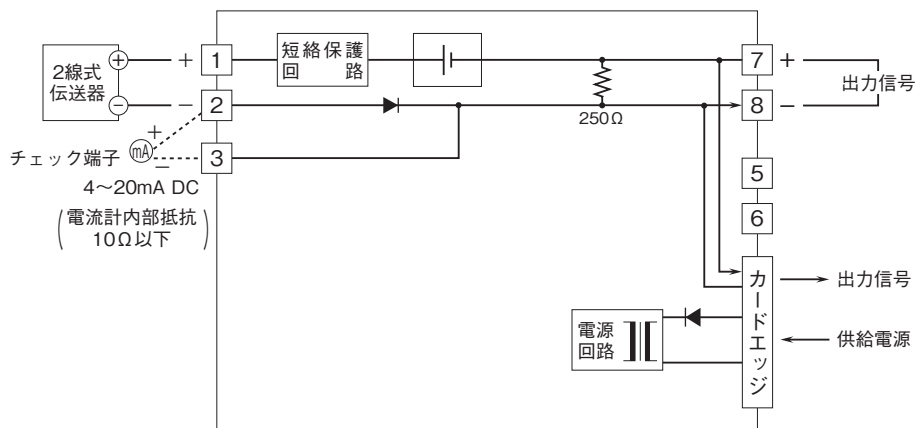 2線式
伝送器
+
−
+
−
1
2
3
短絡保護
回　路
250Ω
7
8
+
−
出力信号
+
−
mA
チェック端子
4〜20mA DC
(電流計内部抵抗
10Ω以下)
5
6
カードエッジ
出力信号
供給電源
電源
回路